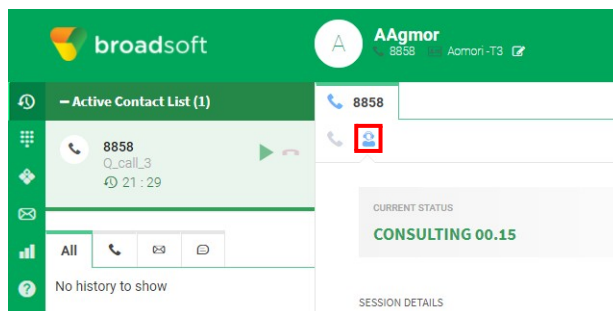 broadsoft
A
AAgmor
8858 Aomori -T3
– Active Contact List (1)
8858
8858
Q_call_3
21 : 29
CURRENT STATUS
CONSULTING 00.15
All
No history to show
SESSION DETAILS